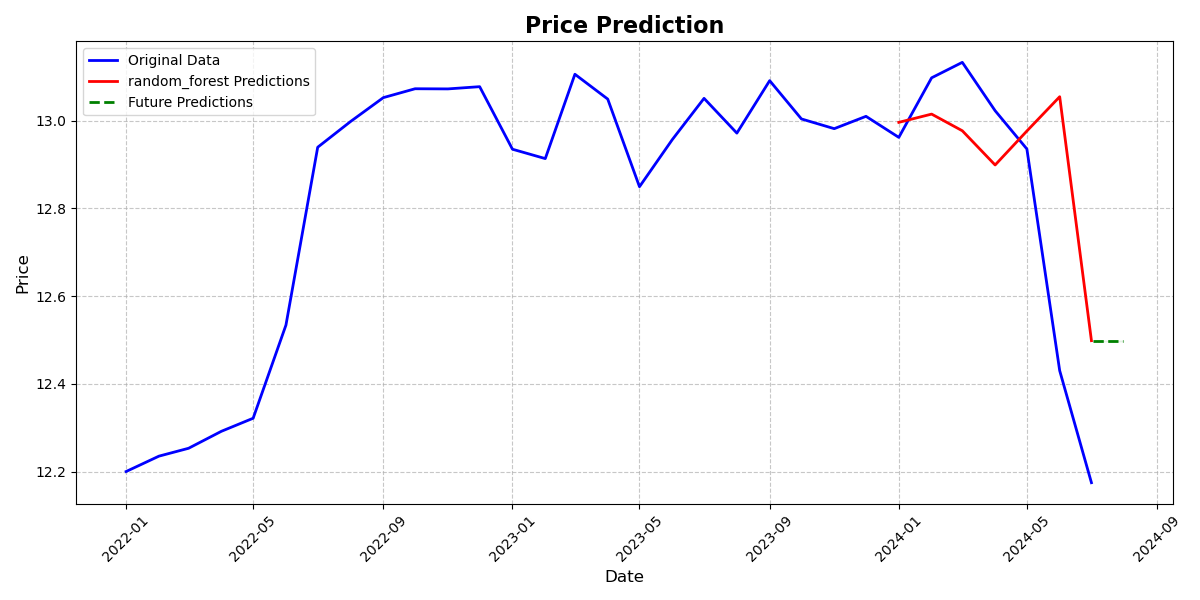 Price Prediction
Original Data
random_forest Predictions
Future Predictions
Price
13.0
12.8
12.6
12.4
12.2
2022-01
2022-05
2022-09
2023-01
2023-05
2023-09
2024-01
2024-05
2024-09
Date